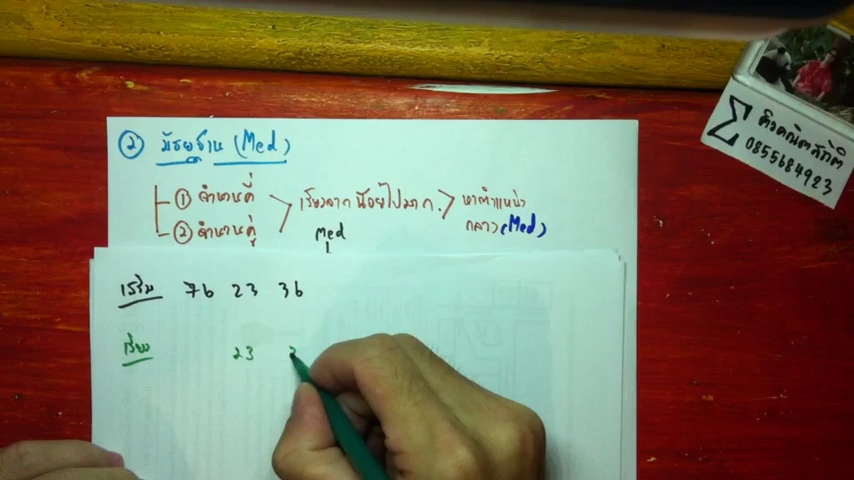 ② มัธยฐาน (Med)
① จำนวนคี่
② จำนวนคู่
เรียงจากน้อยไปมาก
หาตำแหน่ง
กลาง (Med)
Med
เริ่ม 76 23 36
เรียง 23 3
Σ ติวคณิตสถิติ
0855684923